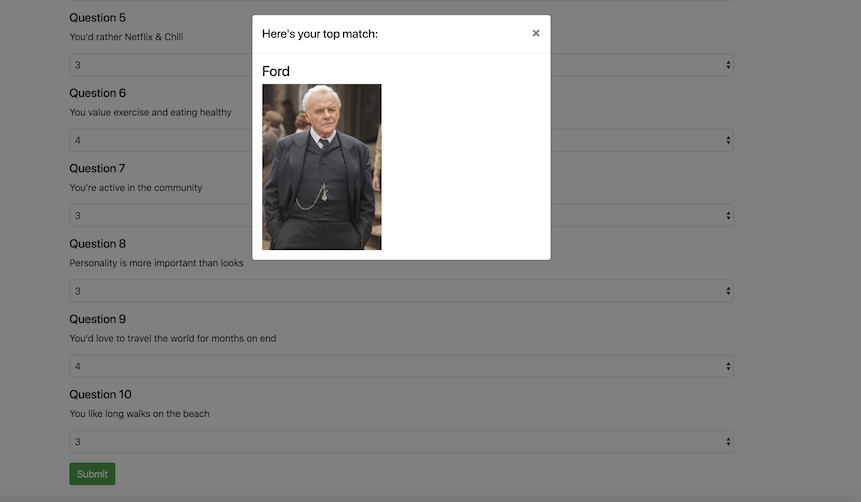 Question 5
You'd rather Netflix & Chill
3
Here's your top match:
×
Ford
Question 6
You value exercise and eating healthy
4
Question 7
You're active in the community
3
Question 8
Personality is more important than looks
3
Question 9
You'd love to travel the world for months on end
4
Question 10
You like long walks on the beach
3
Submit